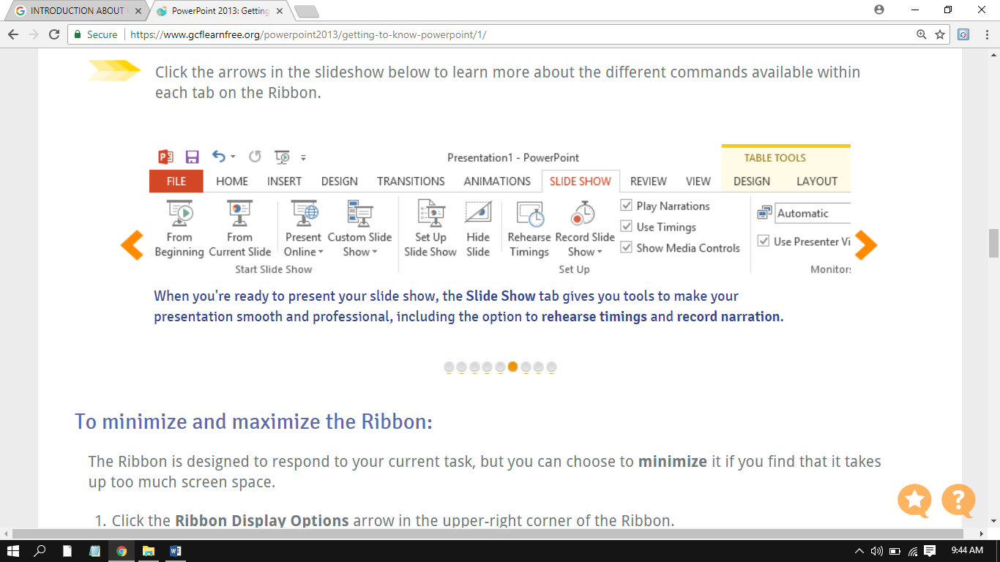 INTRODUCTION ABOUT
PowerPoint 2013: Getting
Secure
https://www.gcflearnfree.org/powerpoint2013/getting-to-know-powerpoint/1/
Click the arrows in the slideshow below to learn more about the different commands available within
each tab on the Ribbon.
Presentation1 - PowerPoint
TABLE TOOLS
FILE HOME INSERT DESIGN TRANSITIONS ANIMATIONS SLIDE SHOW REVIEW VIEW DESIGN LAYOUT
From Beginning
From Current Slide
Present Online
Custom Slide Show
Start Slide Show
Set Up Slide Show
Hide Slide
Rehearse Timings
Record Slide Show
Play Narrations
Use Timings
Show Media Controls
Set Up
Automatic
Use Presenter Vi
Monitors
When you're ready to present your slide show, the Slide Show tab gives you tools to make your
presentation smooth and professional, including the option to rehearse timings and record narration.
To minimize and maximize the Ribbon:
The Ribbon is designed to respond to your current task, but you can choose to minimize it if you find that it takes
up too much screen space.
1. Click the Ribbon Display Options arrow in the upper-right corner of the Ribbon.
9:44 AM